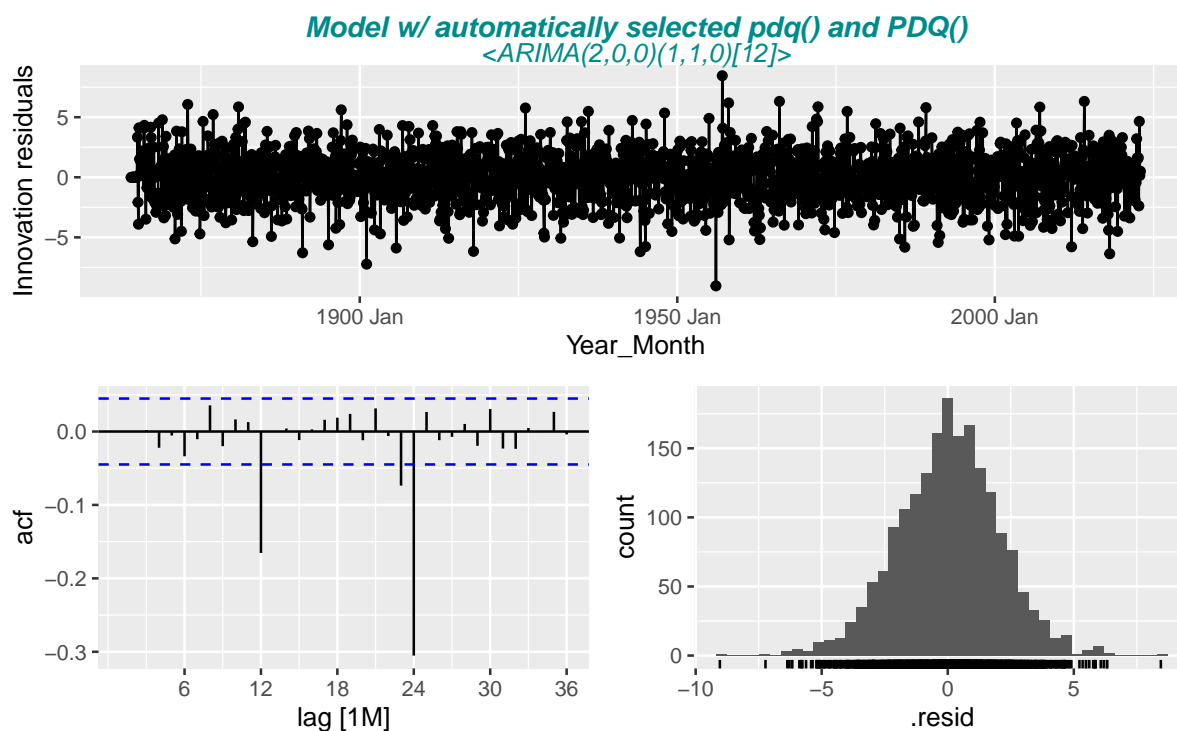 Model w/ automatically selected pdq() and PDQ()
<ARIMA(2,0,0)(1,1,0)[12]>
Innovation residuals
5
0
−5
1900 Jan
1950 Jan
2000 Jan
Year_Month
acf
0.0
−0.1
−0.2
−0.3
6
12
18
24
30
36
lag [1M]
count
150
100
50
0
−10
−5
0
5
.resid